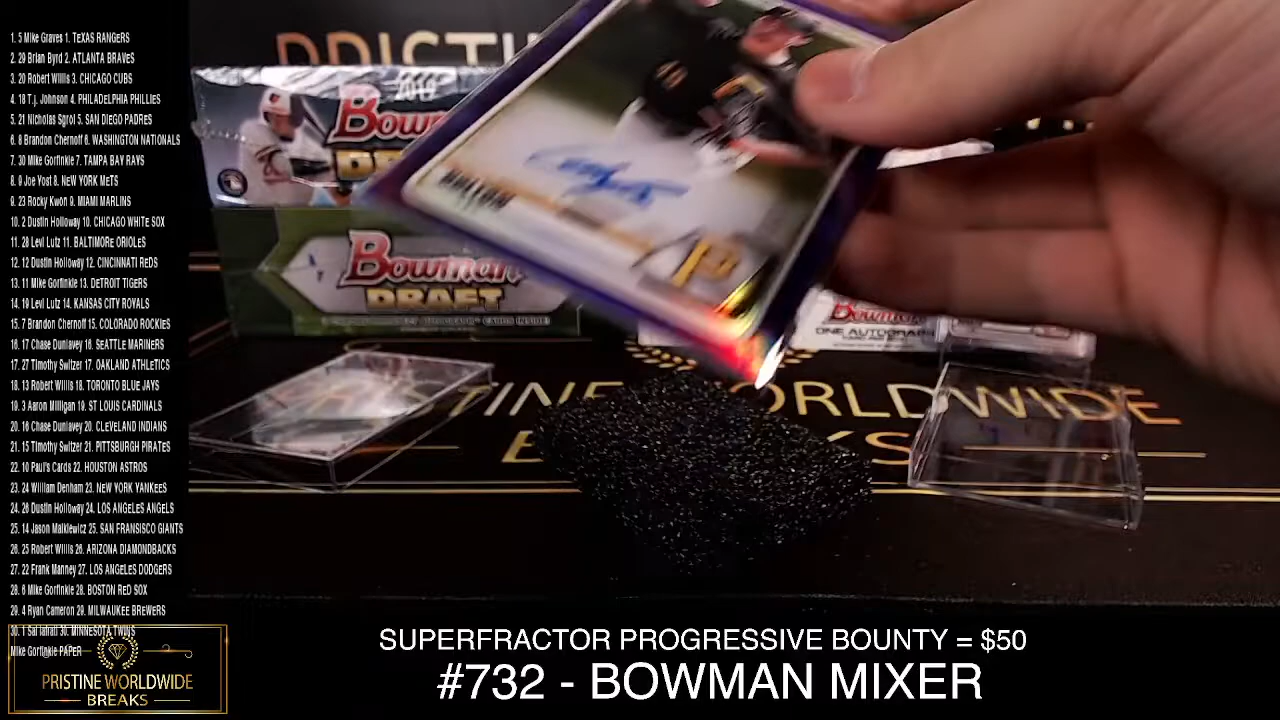 1. 5 Mike Graves 1. TEXAS RANGERS
2. 29 Brian Byrd 2. ATLANTA BRAVES
3. 20 Robert Willis 3. CHICAGO CUBS
4. 18 T.j. Johnson 4. PHILADELPHIA PHILLIES
5. 21 Nicholas Sgroi 5. SAN DIEGO PADRES
6. 8 Brandon Chernoff 6. WASHINGTON NATIONALS
7. 30 Mike Gorfinkle 7. TAMPA BAY RAYS
8. 9 Joe Yost 8. NeW YORK MeTS
9. 23 Rocky Kwon 9. MIAMI MARLINS
10. 2 Dustin Holloway 10. CHICAGO WHITe SOX
11. 28 Levi Lutz 11. BALTIMORe ORIOLeS
12. 12 Dustin Holloway 12. CINCINNATI ReDS
13. 11 Mike Gorfinkle 13. DETROIT TIGERS
14. 19 Levi Lutz 14. KANSAS CITY ROYALS
15. 7 Brandon Chernoff 15. COLORADO ROCKIeS
16. 17 Chase Dunlavey 16. SEATTLE MARINERS
17. 27 Timothy Switzer 17. OAKLAND ATHLeTICS
18. 13 Robert Willis 18. TORONTO BLUE JAYS
19. 3 Aaron Milligan 19. ST LOUIS CARDINALS
20. 16 Chase Dunlavey 20. CLEVELAND INDIANS
21. 15 Timothy Switzer 21. PITTSBURGH PIRATeS
22. 10 Paul's Cards 22. HOUSTON ASTROS
23. 24 William Denham 23. NEW YORK YANKeeS
24. 26 Dustin Holloway 24. LOS ANGeLeS ANGeLS
25. 14 Jason Malkiewicz 25. SAN FRANSISCO GIANTS
26. 25 Robert Willis 26. ARIZONA DIAMONDBACKS
27. 22 Frank Manney 27. LOS ANGELES DODGERS
28. 6 Mike Gorfinkle 28. BOSTON ReD SOX
29. 4 Ryan Cameron 29. MILWAUKEE BREWERS
30. 1 Sal 30. MINNESOTA TWINS
Mike Gorfinkle PAPER
PRISTINE WORLDWIDE
BREAKS
2019
Bowman
DRAFT
P
Bowman
ONE AUTOGRAPH
WORLDWIDE
SUPERFRACTOR PROGRESSIVE BOUNTY = $50
#732 - BOWMAN MIXER